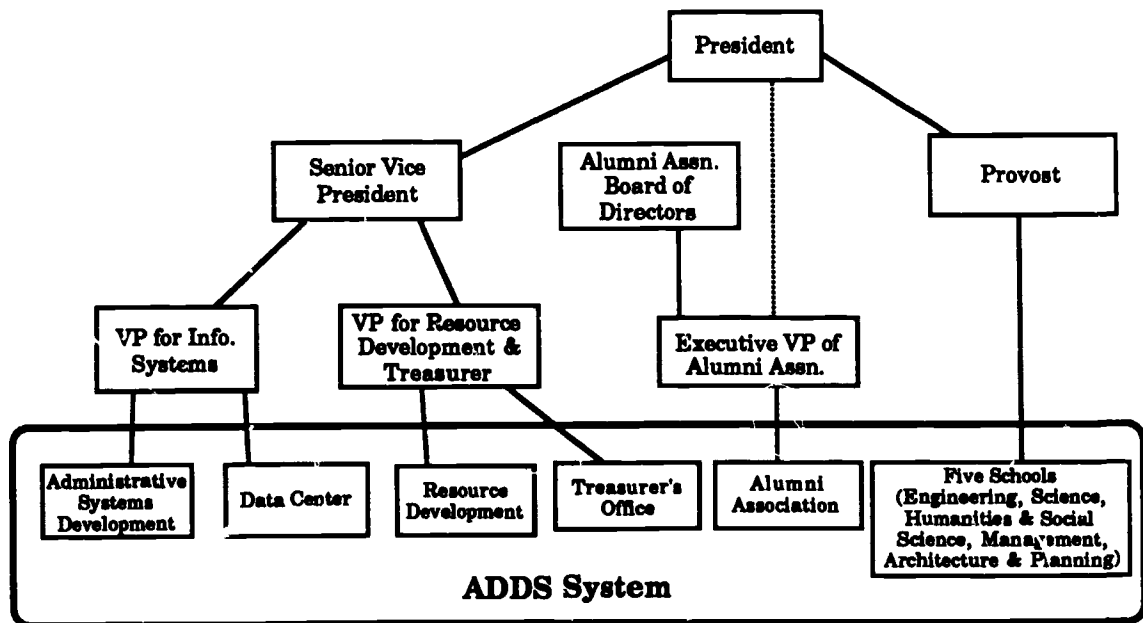 President
Senior Vice
President
Alumni Assn.
Board of
Directors
Provost
VP for Info.
Systems
VP for Resource
Development &
Treasurer
Executive VP of
Alumni Assn.
Administrative
Systems
Development
Data Center
Resource
Development
Treasurer's
Office
Alumni
Association
Five Schools
(Engineering, Science,
Humanities & Social
Science, Management,
Architecture & Planning)
ADDS System